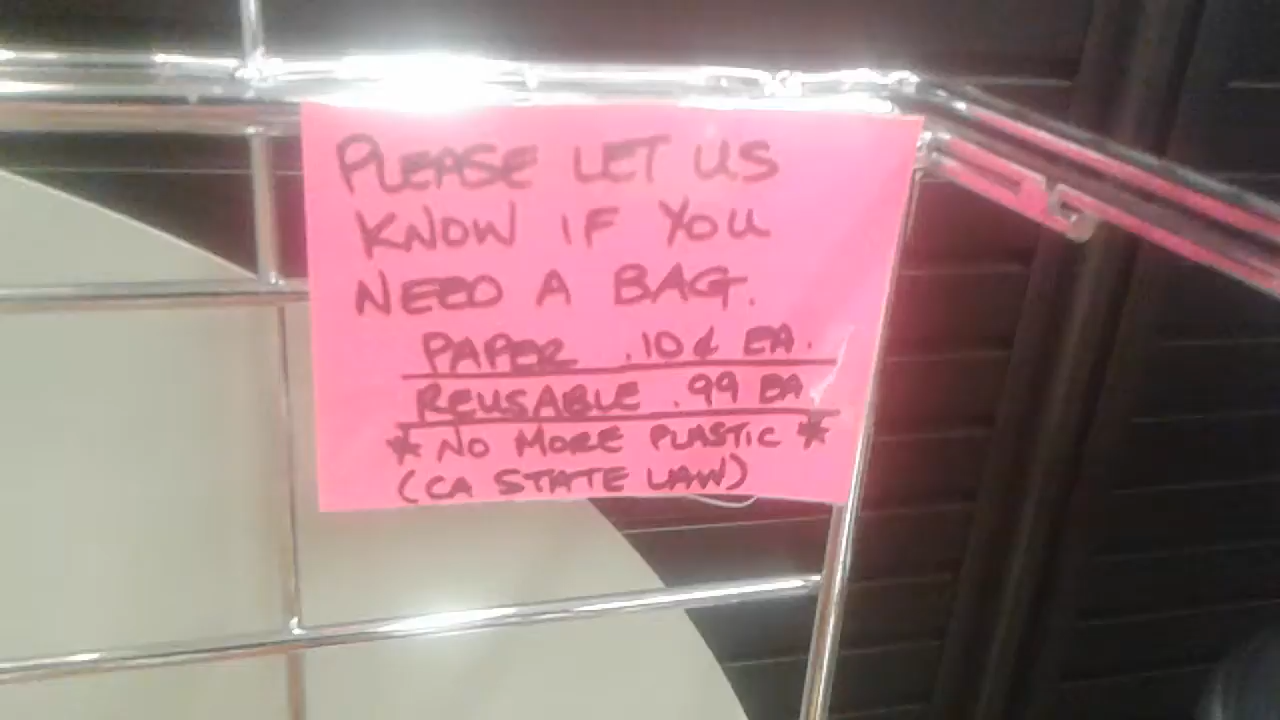 PLEASE LET US
KNOW IF YOU
NEED A BAG.
PAPER .10¢ EA.
REUSABLE .99 EA
* NO MORE PLASTIC *
(CA STATE LAW)